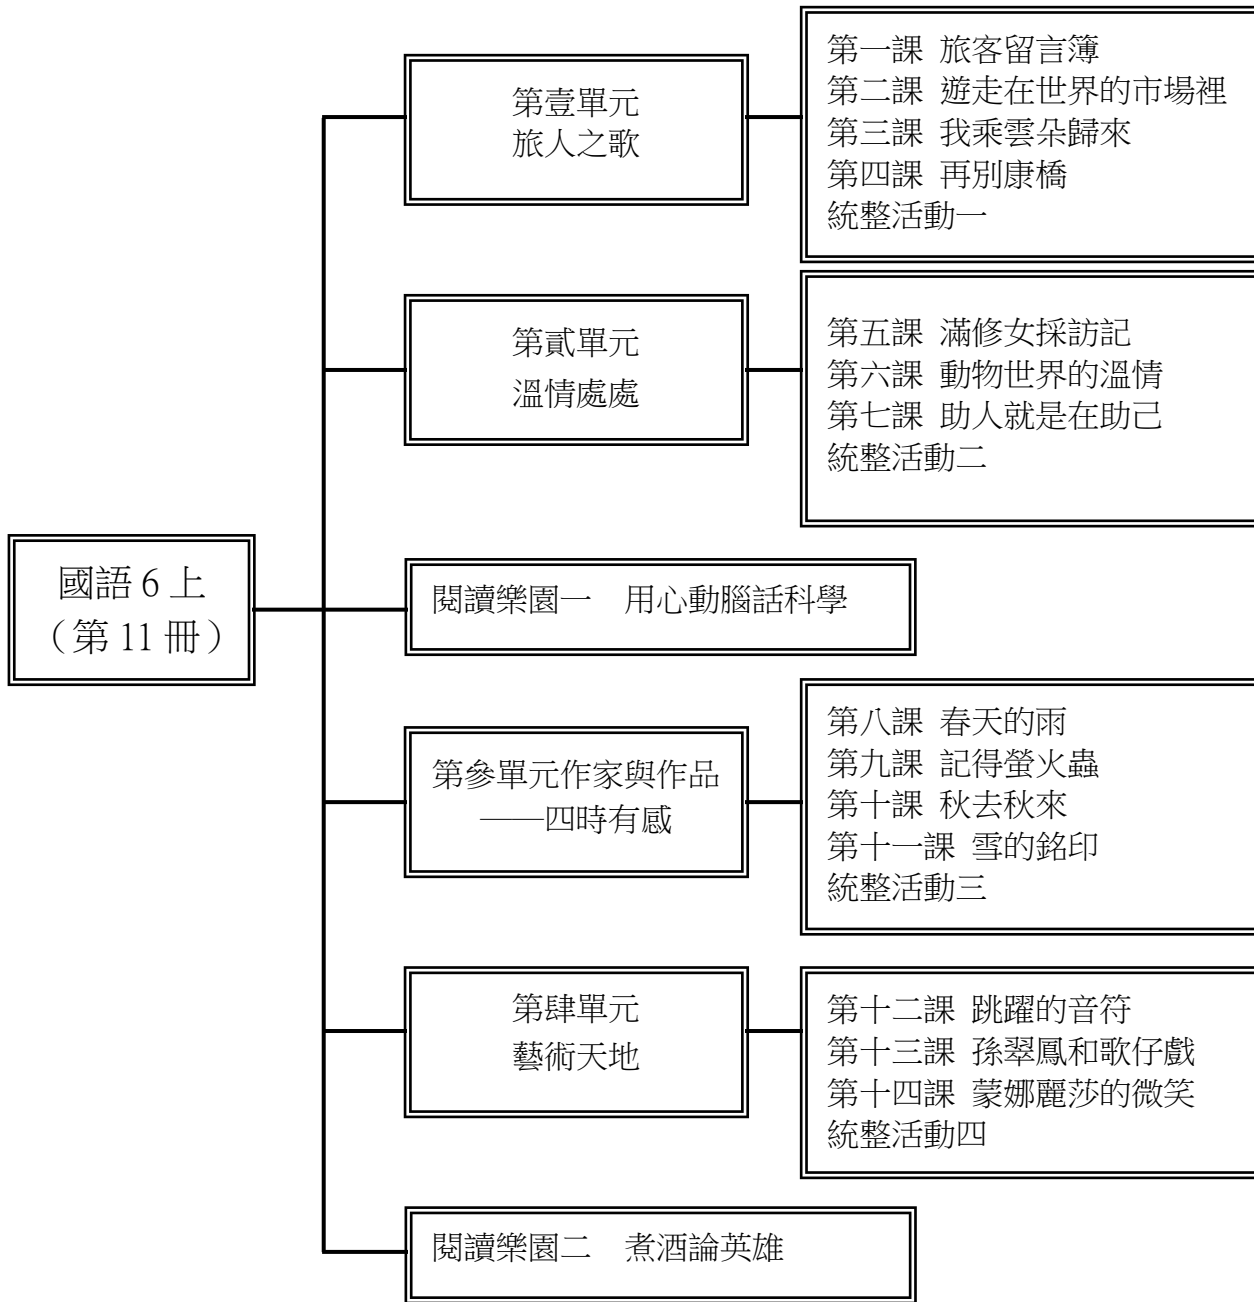 國語 6 上
（第 11 冊）
第壹單元
旅人之歌
第一課 旅客留言簿
第二課 遊走在世界的市場裡
第三課 我乘雲朵歸來
第四課 再別康橋
統整活動一
第貳單元
溫情處處
第五課 滿修女採訪記
第六課 動物世界的溫情
第七課 助人就是在助己
統整活動二
閱讀樂園一　用心動腦話科學
第參單元作家與作品
──四時有感
第八課 春天的雨
第九課 記得螢火蟲
第十課 秋去秋來
第十一課 雪的銘印
統整活動三
第肆單元
藝術天地
第十二課 跳躍的音符
第十三課 孫翠鳳和歌仔戲
第十四課 蒙娜麗莎的微笑
統整活動四
閱讀樂園二　煮酒論英雄